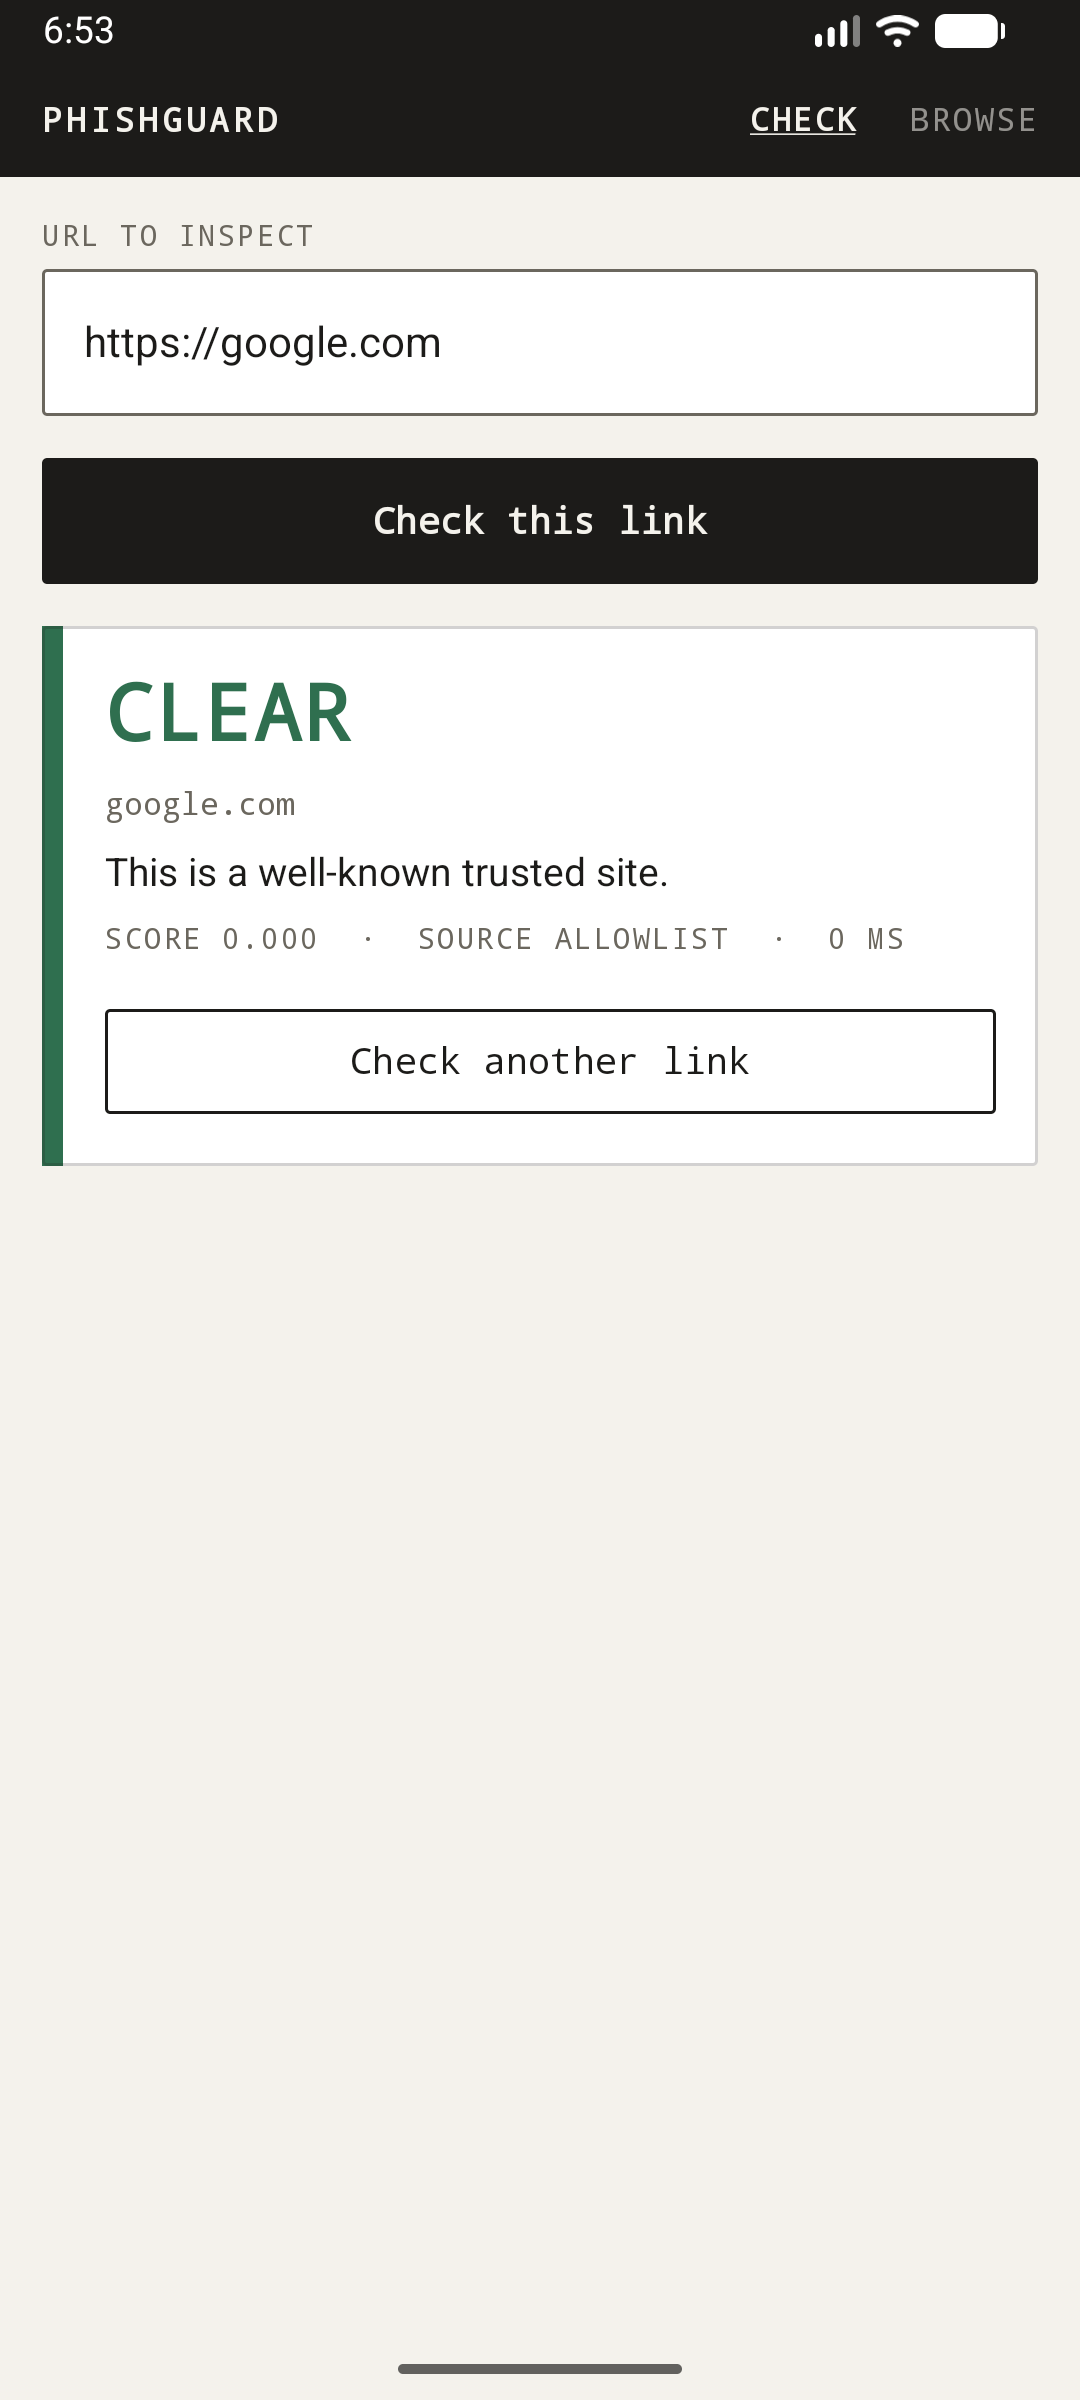 6:53
PHISHGUARD CHECK BROWSE
URL TO INSPECT
https://google.com
Check this link
CLEAR
google.com
This is a well-known trusted site.
SCORE 0.000 · SOURCE ALLOWLIST · 0 MS
Check another link